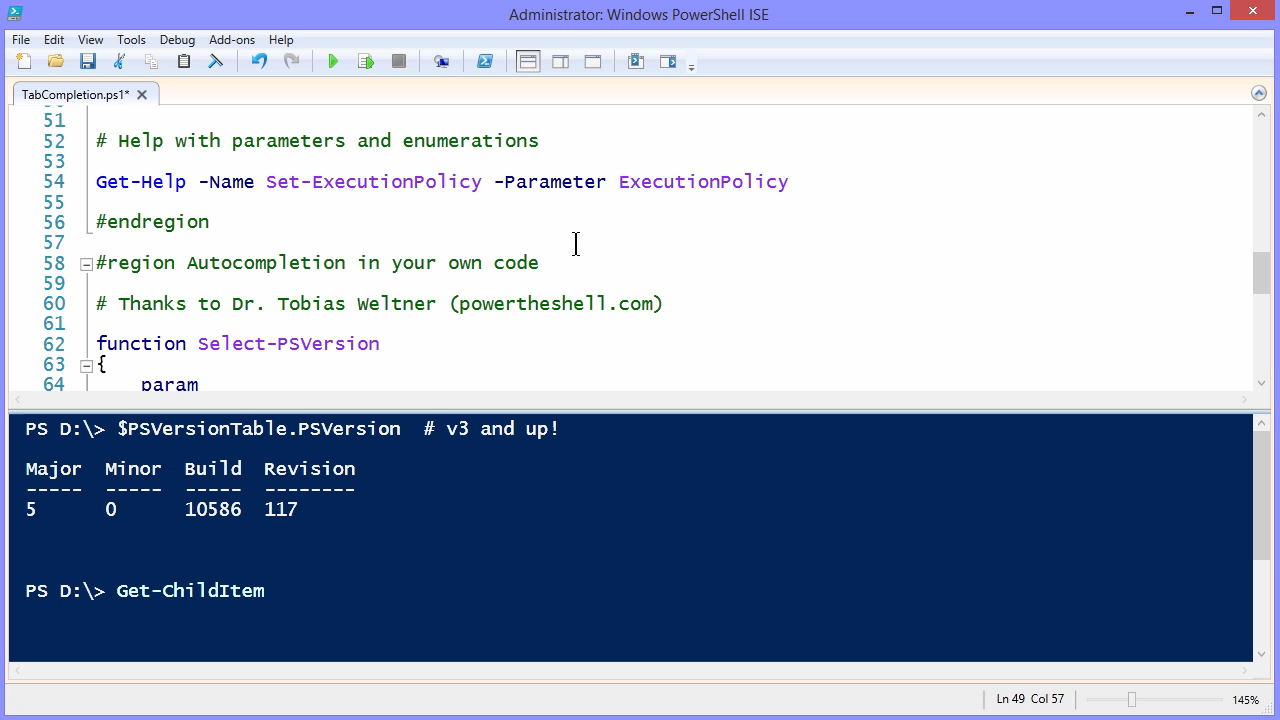 Administrator: Windows PowerShell ISE
File Edit View Tools Debug Add-ons Help
TabCompletion.ps1*
51
52 # Help with parameters and enumerations
53
54 Get-Help -Name Set-ExecutionPolicy -Parameter ExecutionPolicy
55
56 #endregion
57
58 #region Autocompletion in your own code
59
60 # Thanks to Dr. Tobias Weltner (powertheshell.com)
61
62 function Select-PSVersion
63 {
64 param
PS D:\> $PSVersionTable.PSVersion # v3 and up!
Major Minor Build Revision
----- ----- ----- --------
5 0 10586 117
PS D:\> Get-ChildItem
Ln 49 Col 57 145%